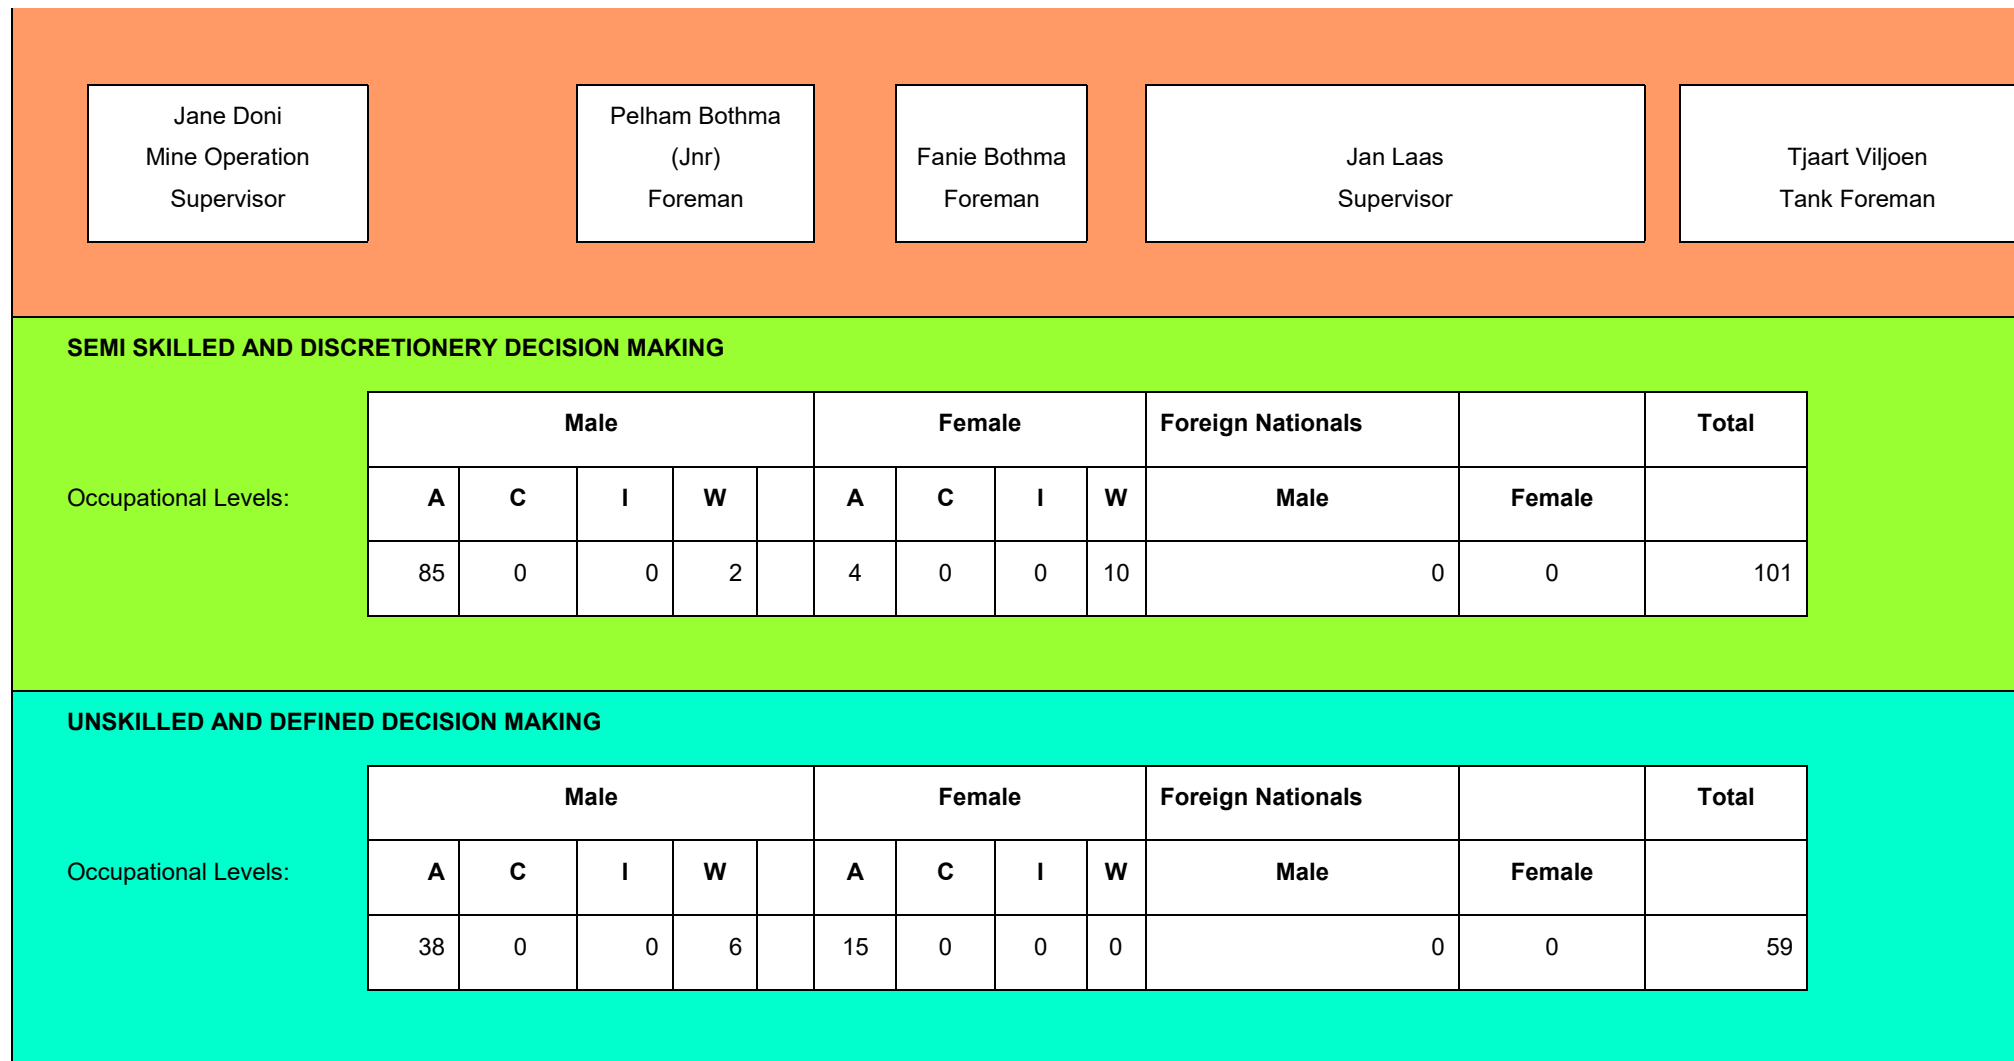 Jane Doni
Mine Operation
Supervisor
Pelham Bothma
(Jnr)
Foreman
Fanie Bothma
Foreman
Jan Laas
Supervisor
Tjaart Viljoen
Tank Foreman
SEMI SKILLED AND DISCRETIONERY DECISION MAKING
Male Female Foreign Nationals Total
Occupational Levels: A C I W A C I W Male Female
85 0 0 2 4 0 0 10 0 0 101
UNSKILLED AND DEFINED DECISION MAKING
Male Female Foreign Nationals Total
Occupational Levels: A C I W A C I W Male Female
38 0 0 6 15 0 0 0 0 0 59